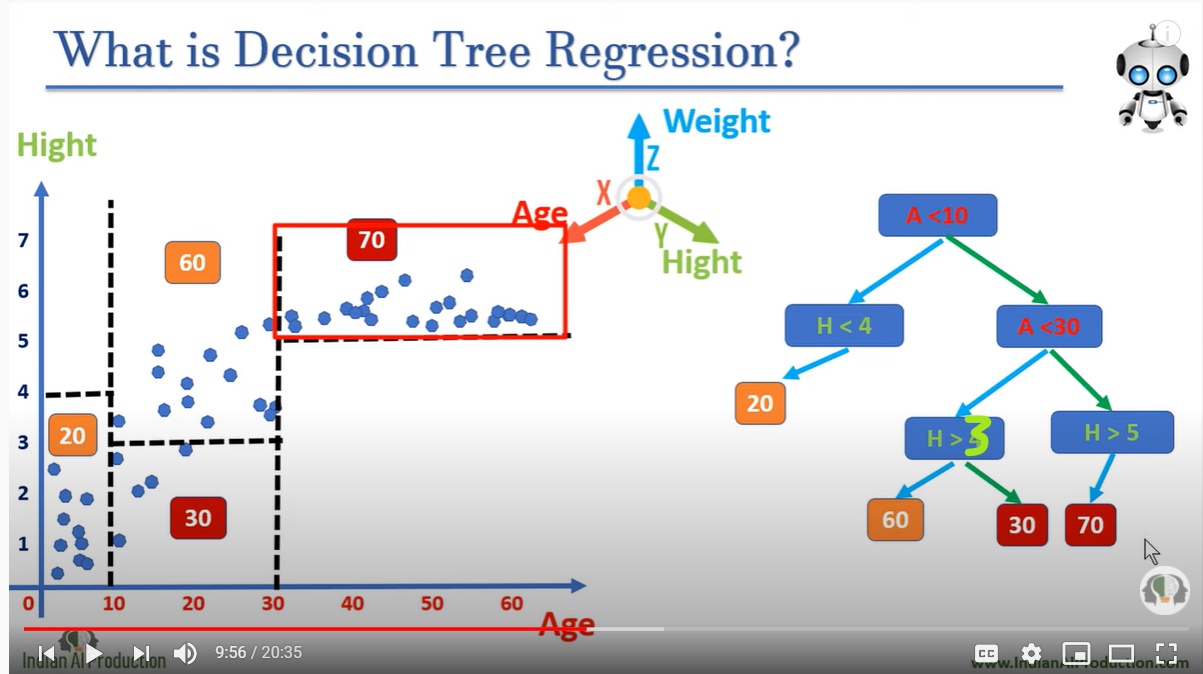 What is Decision Tree Regression?
Hight
7
6
5
4
3
2
1
0
10
20
30
40
50
60
Age
60
70
20
30
Weight
Z
X
Age
Y
Hight
A <10
H < 4
A <30
20
H > 3
H > 5
60
30
70
9:56 / 20:35
CC
Indian AI Production
www.IndianAIProduction.com